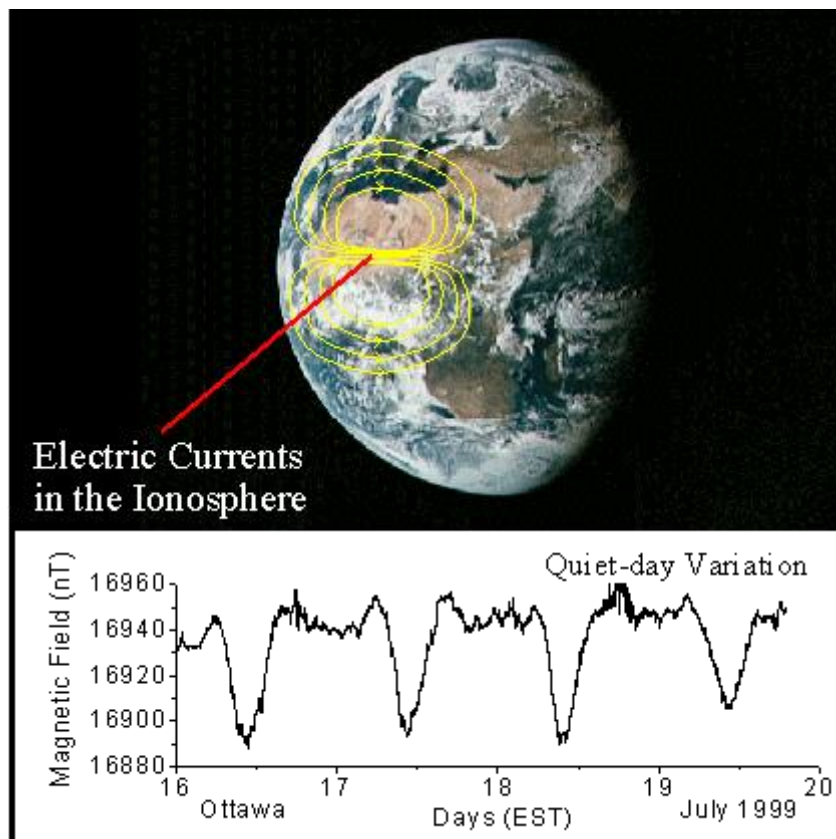 Electric Currents
in the Ionosphere
Quiet-day Variation
Magnetic Field (nT)
16960
16940
16920
16900
16880
16 17 18 19 20
Ottawa Days (EST) July 1999